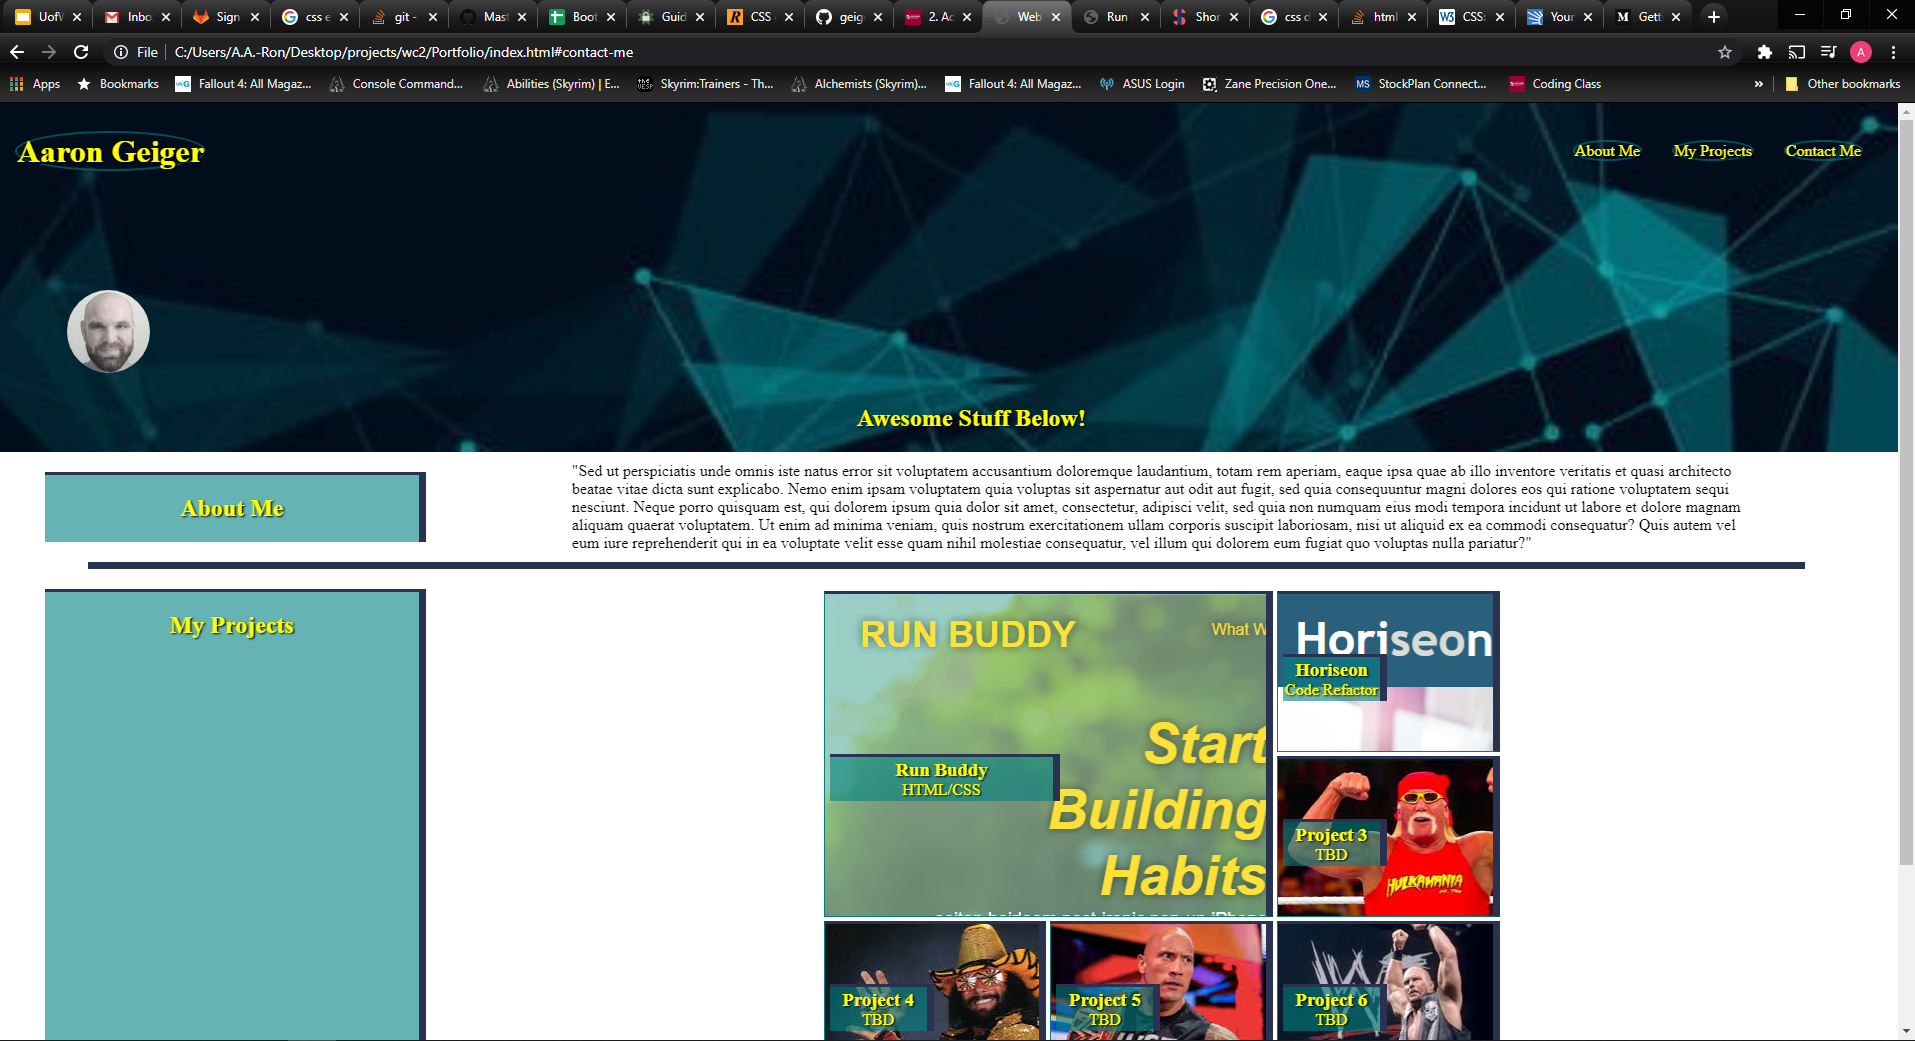 UofV
Inbo
Sign
css e
git -
Mast
Boot
Guid
CSS
geig
2. Ac
Web
Run
Shor
css d
html
CSS:
Your
Gett
File
C:/Users/A.A.-Ron/Desktop/projects/wc2/Portfolio/index.html#contact-me
A
Apps
Bookmarks
Fallout 4: All Magaz...
Console Command...
Abilities (Skyrim) | E...
Skyrim:Trainers - Th...
Alchemists (Skyrim)...
Fallout 4: All Magaz...
ASUS Login
Zane Precision One...
MS
StockPlan Connect...
Coding Class
»
Other bookmarks
Aaron Geiger
About Me
My Projects
Contact Me
Awesome Stuff Below!
About Me
"Sed ut perspiciatis unde omnis iste natus error sit voluptatem accusantium doloremque laudantium, totam rem aperiam, eaque ipsa quae ab illo inventore veritatis et quasi architecto
beatae vitae dicta sunt explicabo. Nemo enim ipsam voluptatem quia voluptas sit aspernatur aut odit aut fugit, sed quia consequuntur magni dolores eos qui ratione voluptatem sequi
nesciunt. Neque porro quisquam est, qui dolorem ipsum quia dolor sit amet, consectetur, adipisci velit, sed quia non numquam eius modi tempora incidunt ut labore et dolore magnam
aliquam quaerat voluptatem. Ut enim ad minima veniam, quis nostrum exercitationem ullam corporis suscipit laboriosam, nisi ut aliquid ex ea commodi consequatur? Quis autem vel
eum iure reprehenderit qui in ea voluptate velit esse quam nihil molestiae consequatur, vel illum qui dolorem eum fugiat quo voluptas nulla pariatur?"
My Projects
RUN BUDDY
What W
Start
Building
Habits
Run Buddy
HTML/CSS
Horiseon
Horiseon
Code Refactor
HULKAMANIA
Project 3
TBD
Project 4
TBD
Project 5
TBD
Project 6
TBD